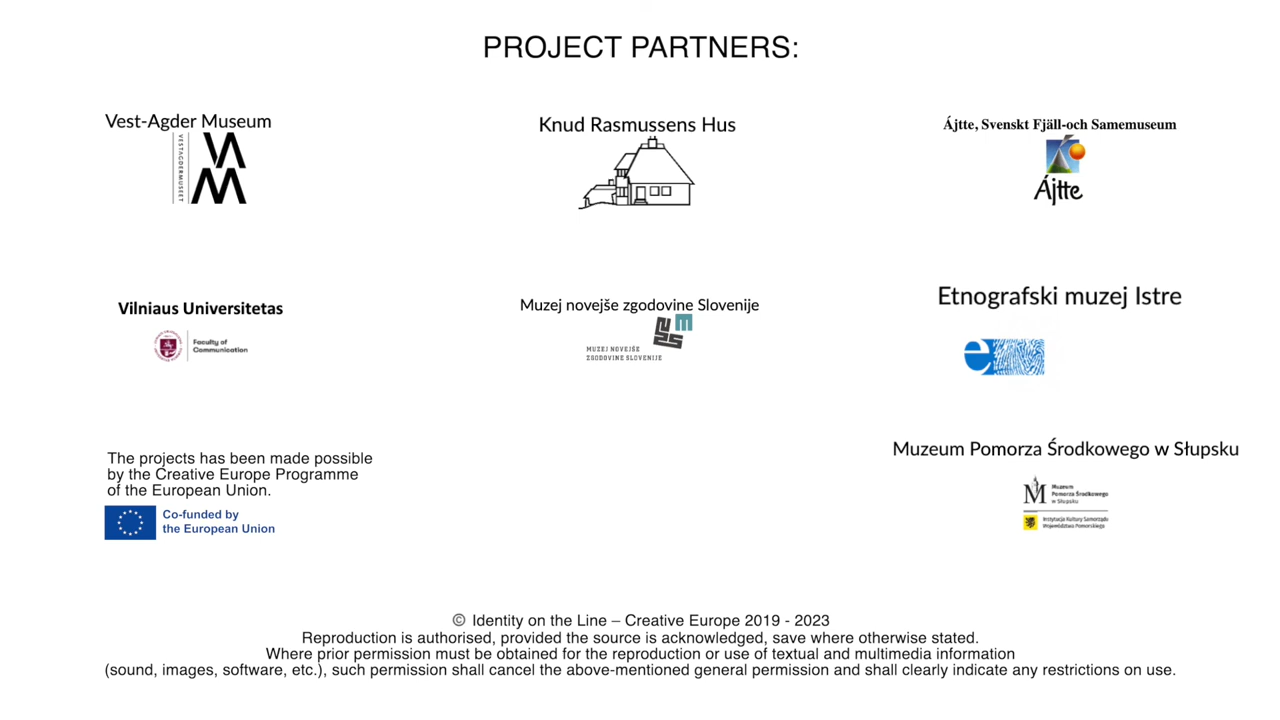 PROJECT PARTNERS:
Vest-Agder Museum
VESTAGDERMUSEET
VAM
Knud Rasmussens Hus
Ájtte, Svenskt Fjäll-och Samemuseum
Ájtte
Vilniaus Universitetas
Faculty of
Communication
Muzej novejše zgodovine Slovenije
MUZEJ NOVEJŠE
ZGODOVINE SLOVENIJE
Etnografski muzej Istre
e
The projects has been made possible
by the Creative Europe Programme
of the European Union.
Co-funded by
the European Union
Muzeum Pomorza Środkowego w Słupsku
M
Muzeum
Pomorza Środkowego
w Słupsku
Instytucja Kultury Samorządu
Województwa Pomorskiego
© Identity on the Line – Creative Europe 2019 - 2023
Reproduction is authorised, provided the source is acknowledged, save where otherwise stated.
Where prior permission must be obtained for the reproduction or use of textual and multimedia information
(sound, images, software, etc.), such permission shall cancel the above-mentioned general permission and shall clearly indicate any restrictions on use.